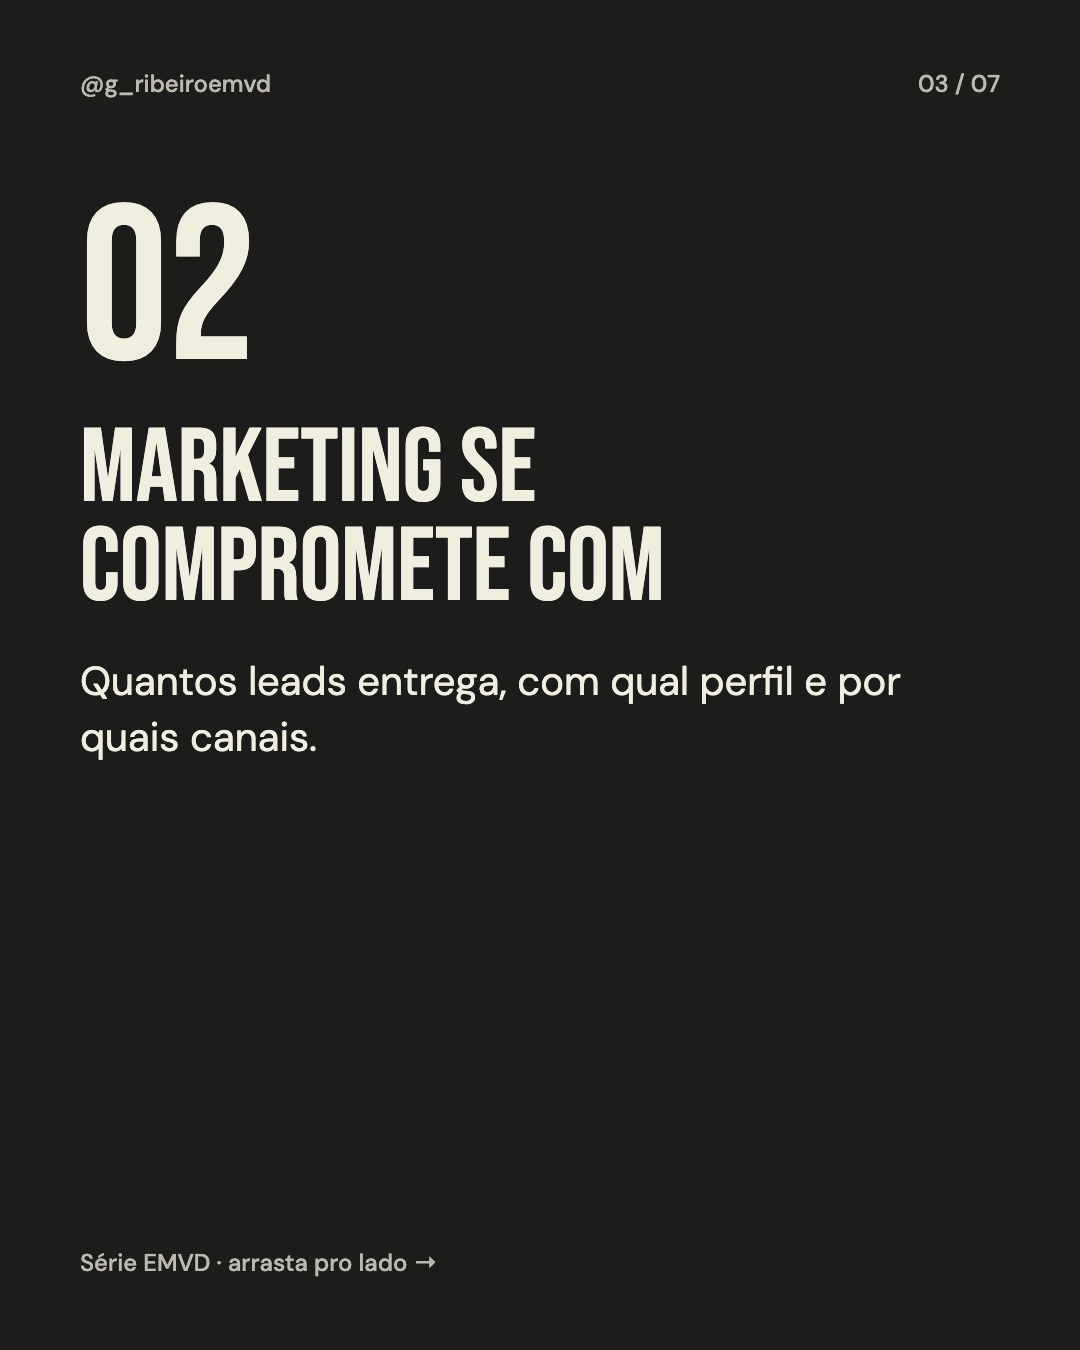 @g_ribeiroemvd
03 / 07
02
MARKETING SE
COMPROMETE COM
Quantos leads entrega, com qual perfil e por
quais canais.
Série EMVD · arrasta pro lado →